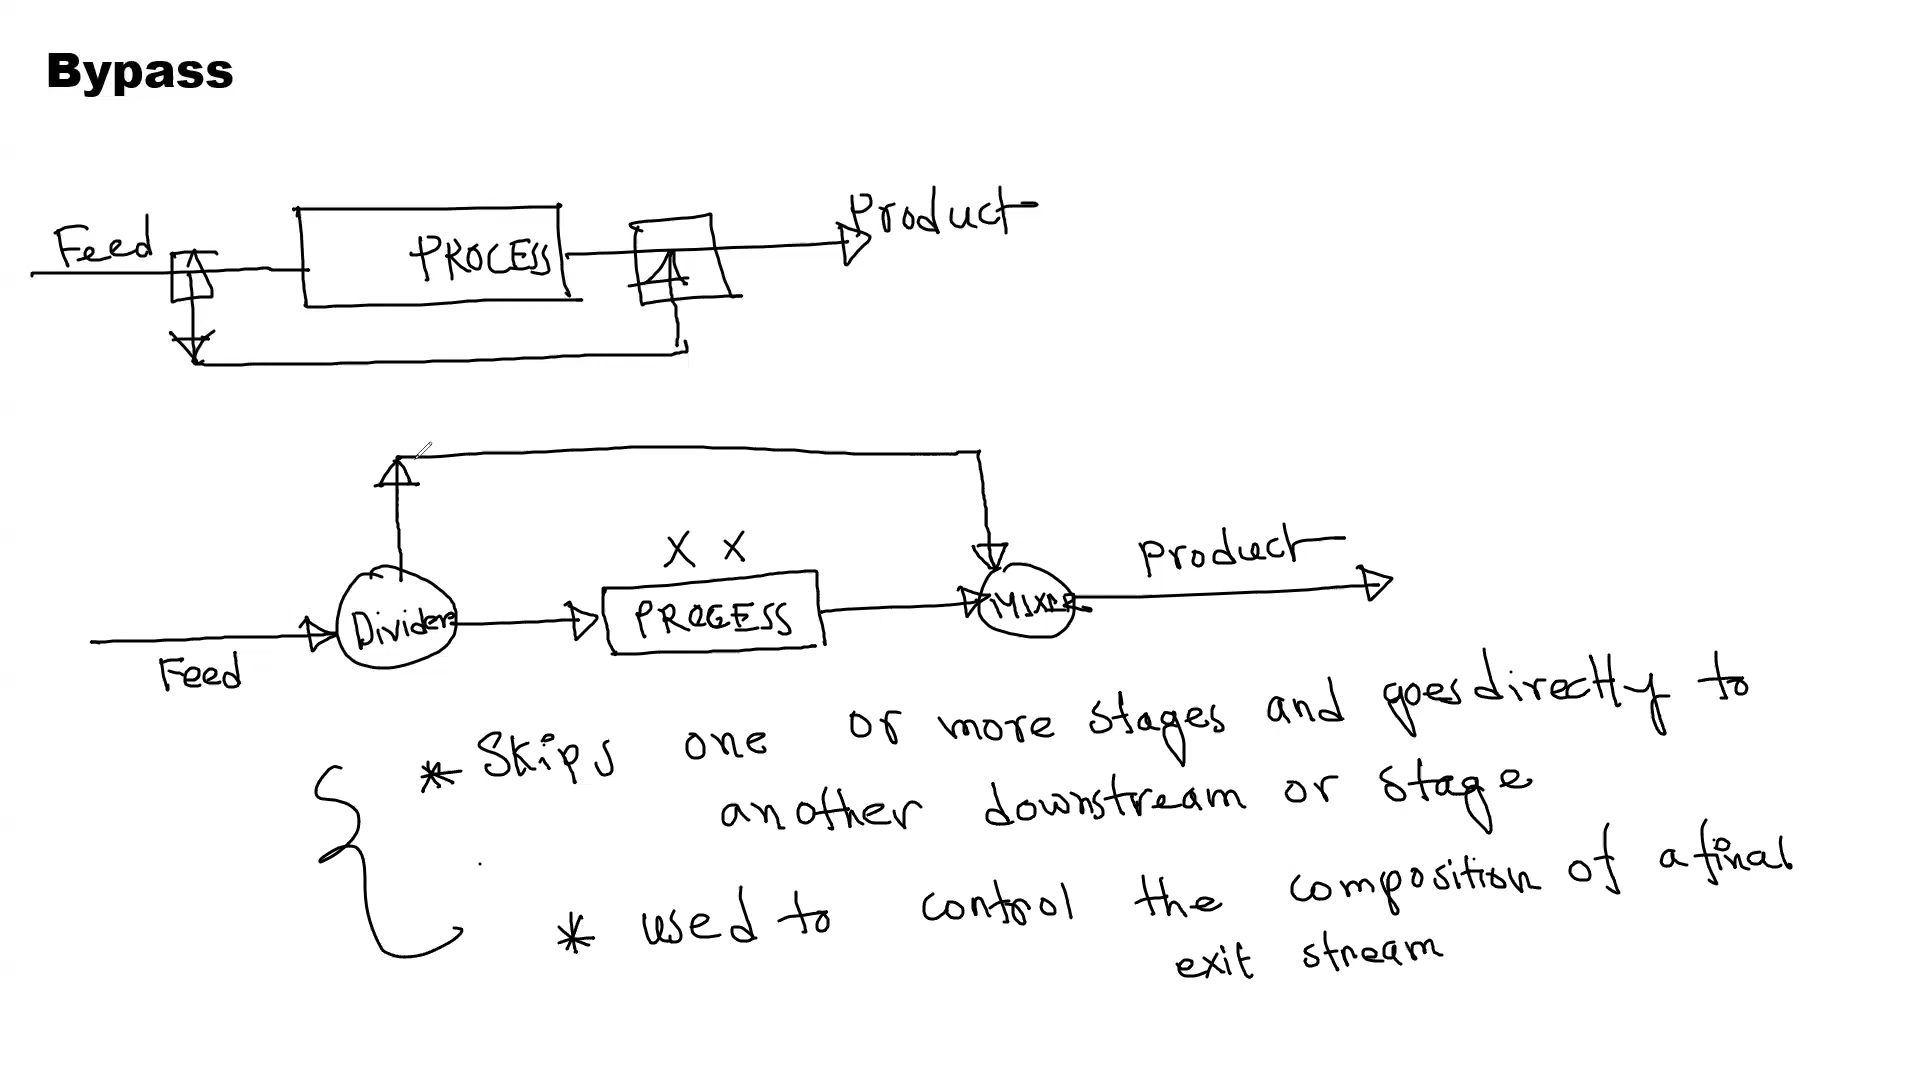 Bypass
Feed
PROCESS
Product
X X
Divider
PROCESS
Mixer
Product
Feed
* Skips one or more stages and goes directly to
another downstream or stage
* used to control the composition of a final
exit stream